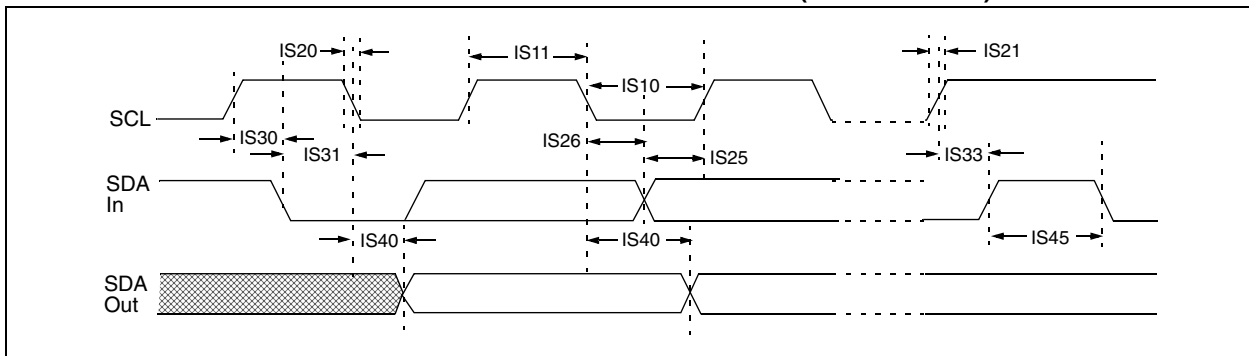 IS20
IS11
IS21
IS10
SCL
IS30
IS26
IS31
IS25
IS33
SDA
In
IS40
IS40
IS45
SDA
Out